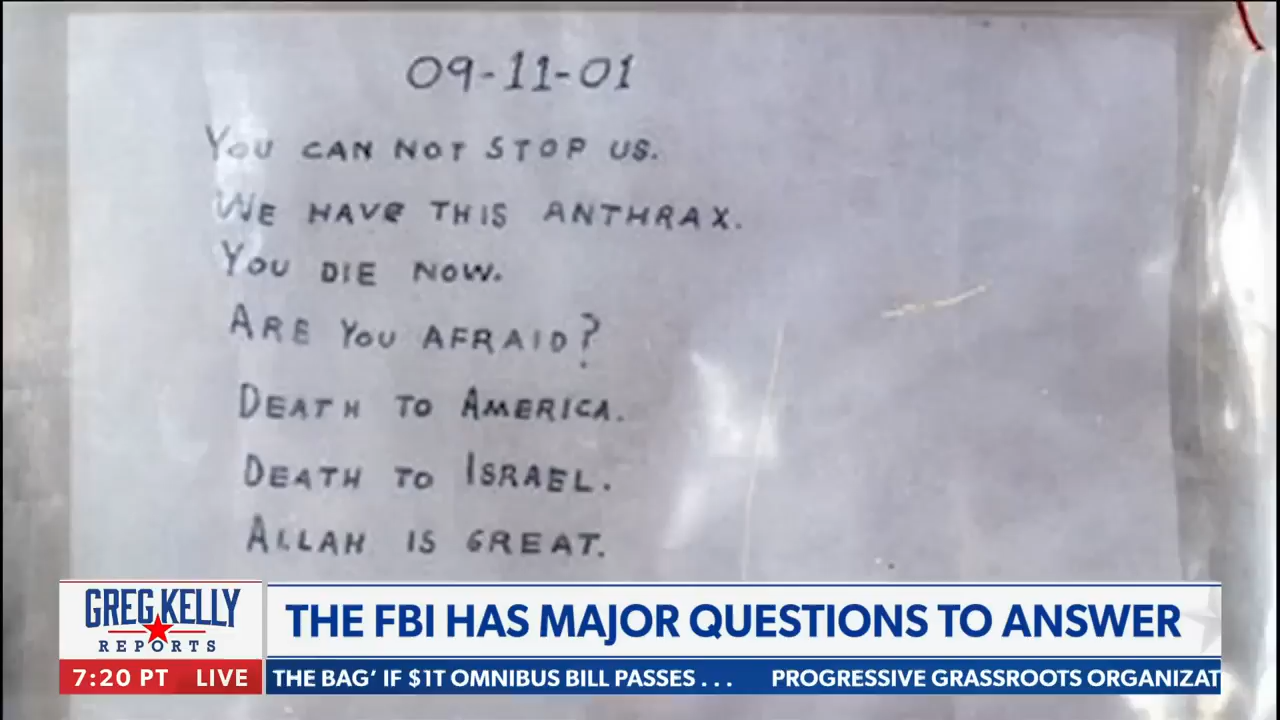 09-11-01
YOU CAN NOT STOP US.
WE HAVE THIS ANTHRAX.
YOU DIE NOW.
ARE YOU AFRAID?
DEATH TO AMERICA.
DEATH TO ISRAEL.
ALLAH IS GREAT.
GREG KELLY
REPORTS
THE FBI HAS MAJOR QUESTIONS TO ANSWER
7:20 PT LIVE
THE BAG' IF $1T OMNIBUS BILL PASSES . . . PROGRESSIVE GRASSROOTS ORGANIZAT